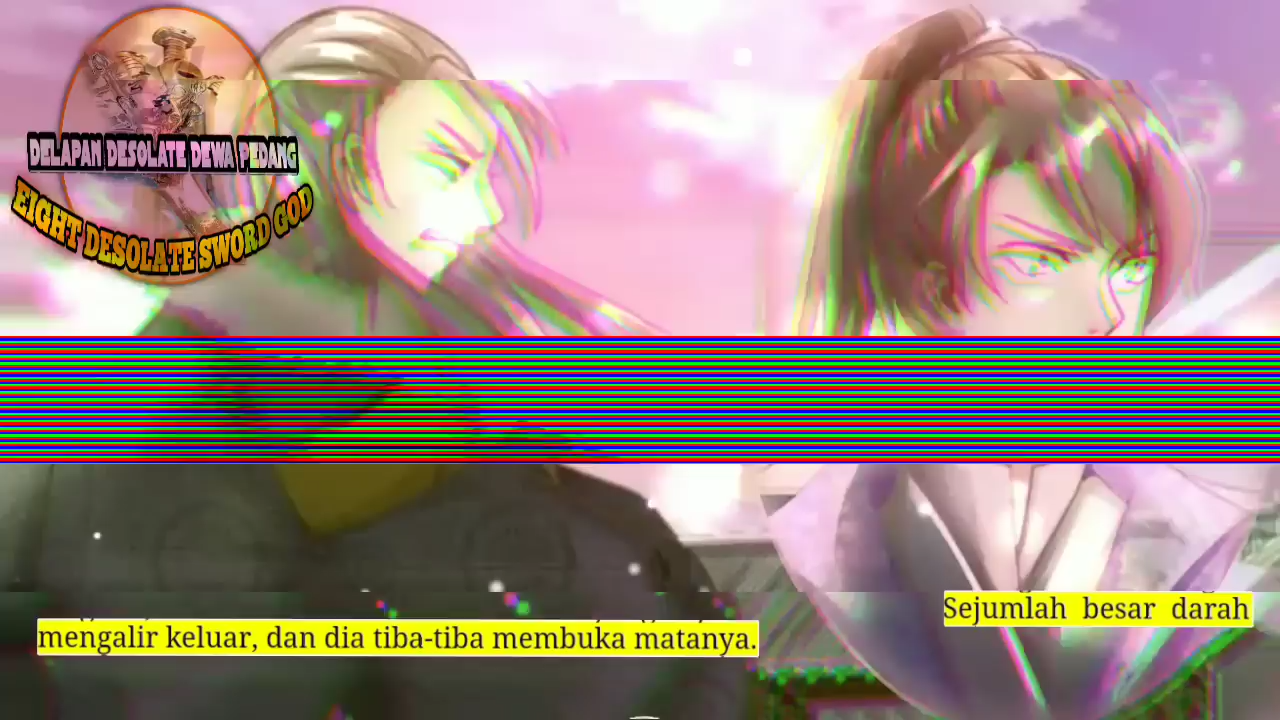 DELAPAN DESOLATE DEWA PEDANG
EIGHT DESOLATE SWORD GOD
Sejumlah besar darah
mengalir keluar, dan dia tiba-tiba membuka matanya.